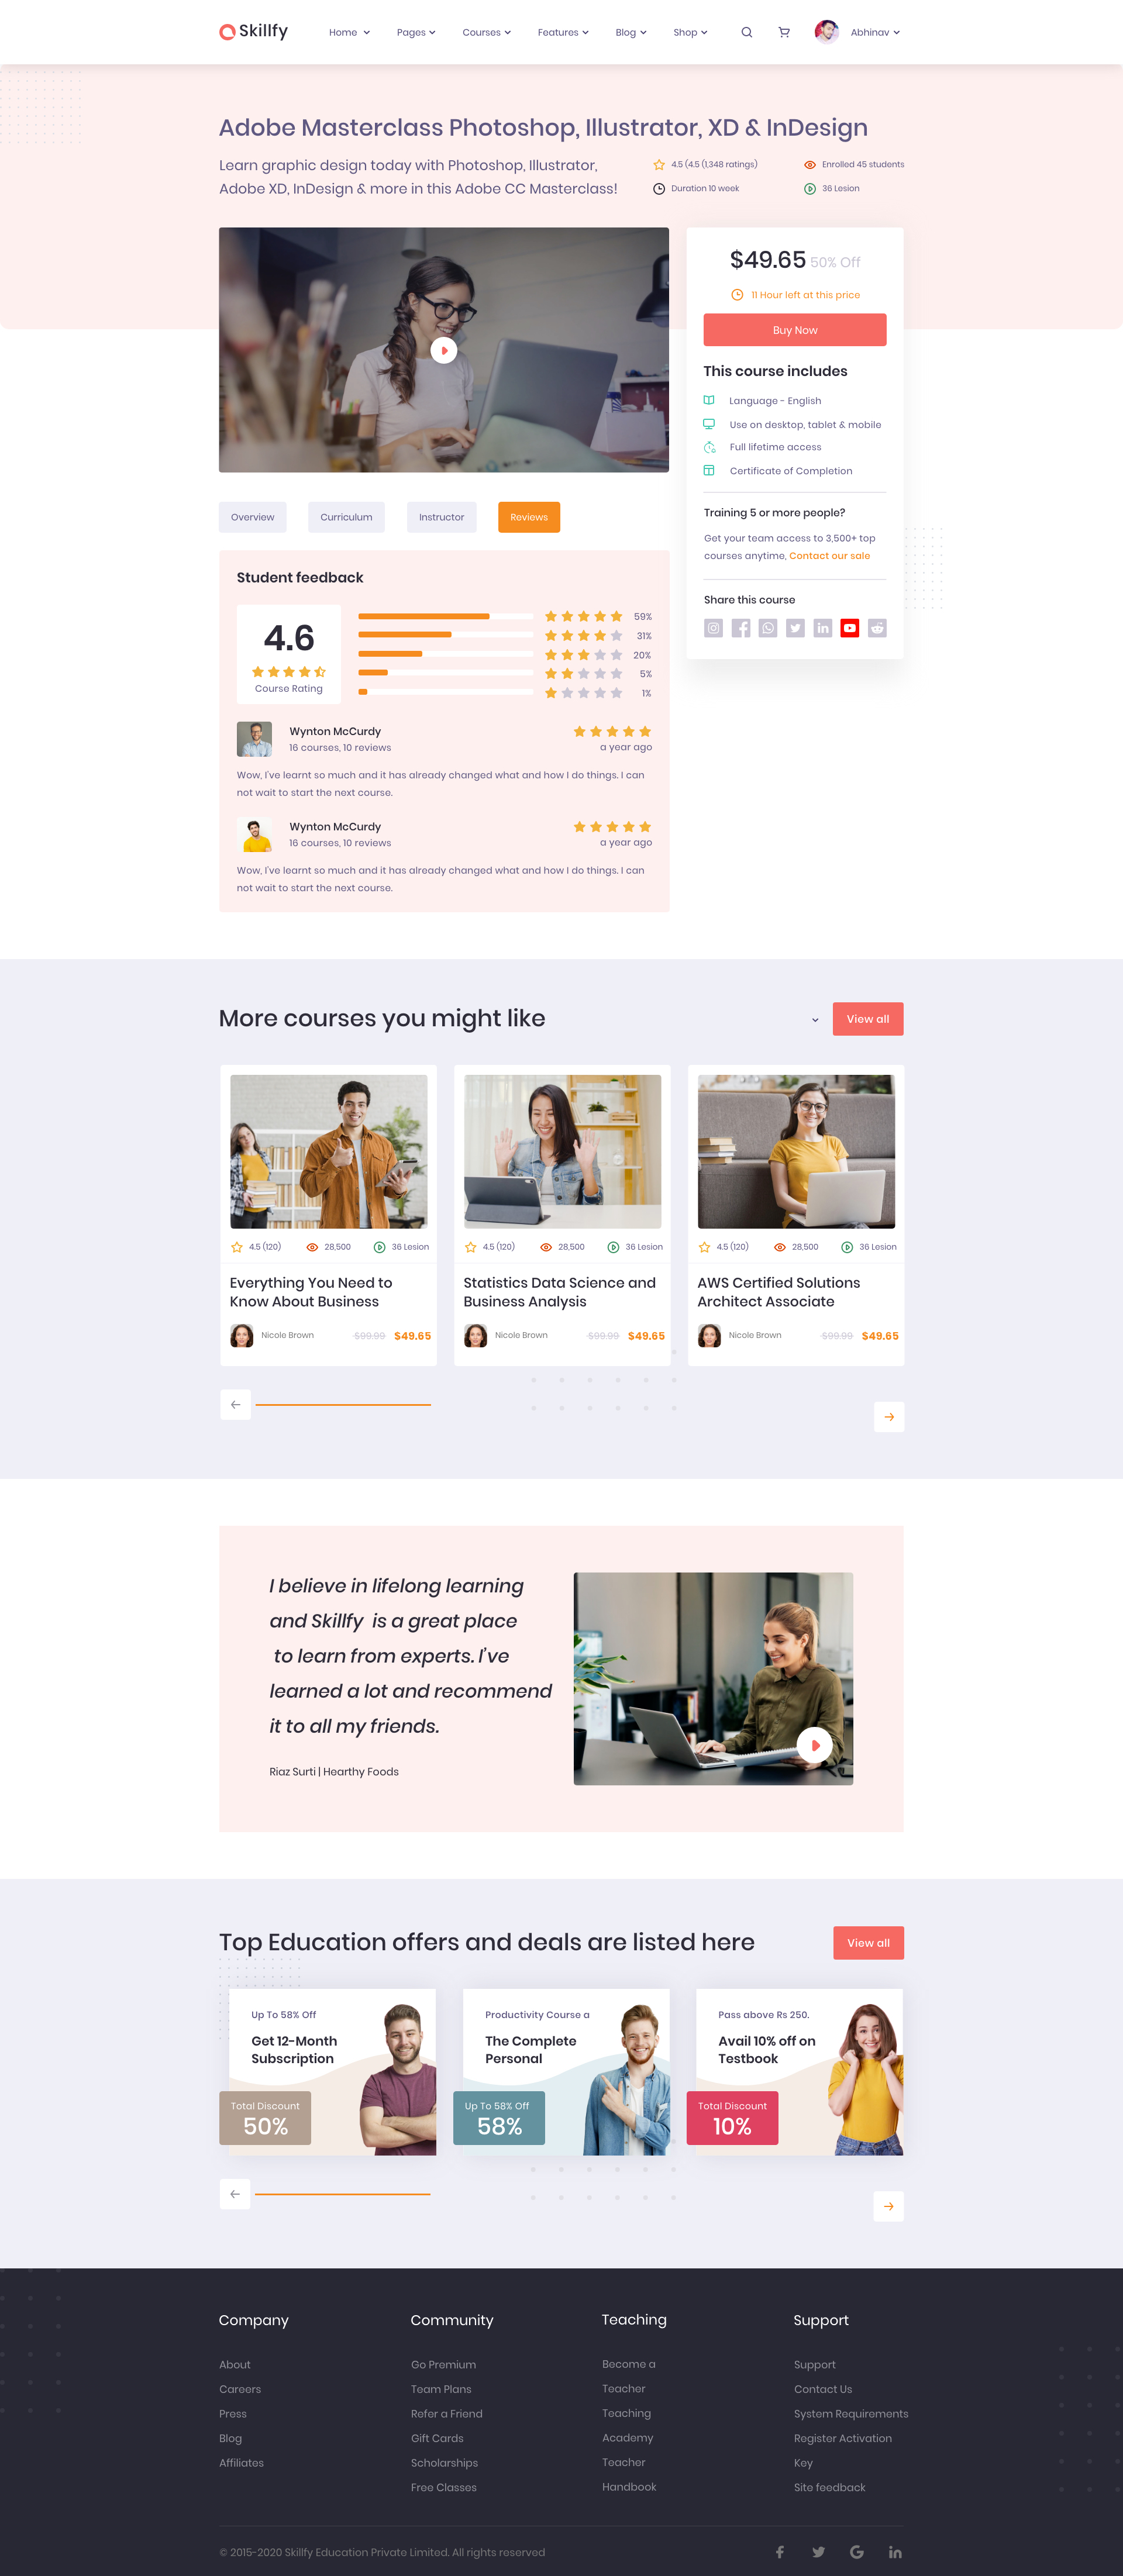 Skillfy
Home
Pages
Courses
Features
Blog
Shop
Abhinav
Adobe Masterclass Photoshop, Illustrator, XD & InDesign
Learn graphic design today with Photoshop, Illustrator,
Adobe XD, InDesign & more in this Adobe CC Masterclass!
4.5 (4.5 (1,348 ratings)
Enrolled 45 students
Duration 10 week
36 Lesion
$49.65 50% Off
11 Hour left at this price
Buy Now
This course includes
Language - English
Use on desktop, tablet & mobile
Full lifetime access
Certificate of Completion
Training 5 or more people?
Get your team access to 3,500+ top
courses anytime, Contact our sale
Share this course
Overview
Curriculum
Instructor
Reviews
Student feedback
4.6
Course Rating
59%
31%
20%
5%
1%
Wynton McCurdy
16 courses, 10 reviews
a year ago
Wow, I've learnt so much and it has already changed what and how I do things. I can
not wait to start the next course.
Wynton McCurdy
16 courses, 10 reviews
a year ago
Wow, I've learnt so much and it has already changed what and how I do things. I can
not wait to start the next course.
More courses you might like
View all
4.5 (120)
28,500
36 Lesion
Everything You Need to
Know About Business
Nicole Brown
$99.99
$49.65
4.5 (120)
28,500
36 Lesion
Statistics Data Science and
Business Analysis
Nicole Brown
$99.99
$49.65
4.5 (120)
28,500
36 Lesion
AWS Certified Solutions
Architect Associate
Nicole Brown
$99.99
$49.65
I believe in lifelong learning
and Skillfy is a great place
to learn from experts. I've
learned a lot and recommend
it to all my friends.
Riaz Surti | Hearthy Foods
Top Education offers and deals are listed here
View all
Up To 58% Off
Get 12-Month
Subscription
Total Discount
50%
Productivity Course a
The Complete
Personal
Up To 58% Off
58%
Pass above Rs 250.
Avail 10% off on
Testbook
Total Discount
10%
Company
About
Careers
Press
Blog
Affiliates
Community
Go Premium
Team Plans
Refer a Friend
Gift Cards
Scholarships
Free Classes
Teaching
Become a
Teacher
Teaching
Academy
Teacher
Handbook
Support
Support
Contact Us
System Requirements
Register Activation
Key
Site feedback
© 2015-2020 Skillfy Education Private Limited. All rights reserved